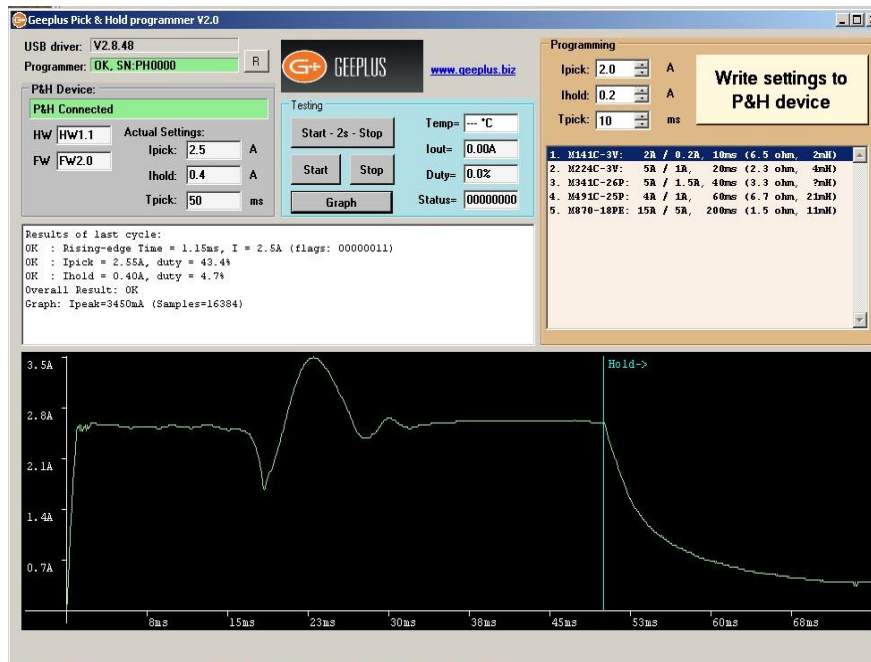 Geeplus Pick & Hold programmer V2.0
USB driver: V2.8.48
Programmer: OK, SN:PH0000
R
P&H Device:
P&H Connected
HW HW1.1
FW FW2.0
Actual Settings:
Ipick: 2.5 A
Ihold: 0.4 A
Tpick: 50 ms
G+ GEEPLUS
www.geeplus.biz
Testing
Start - 2s - Stop
Start Stop
Graph
Temp= --- °C
Iout= 0.00A
Duty= 0.0%
Status= 00000000
Programming
Ipick: 2.0 A
Ihold: 0.2 A
Tpick: 10 ms
Write settings to
P&H device
1. M141C-3V: 2A / 0.2A, 10ms (6.5 ohm, 2mH)
2. M224C-3V: 5A / 1A, 20ms (2.3 ohm, 4mH)
3. M341C-26P: 5A / 1.5A, 40ms (3.3 ohm, ?mH)
4. M491C-25P: 4A / 1A, 60ms (6.7 ohm, 21mH)
5. M870-18PE: 15A / 5A, 200ms (1.5 ohm, 11mH)
Results of last cycle:
OK : Rising-edge Time = 1.15ms, I = 2.5A (flags: 00000011)
OK : Ipick = 2.55A, duty = 43.4%
OK : Ihold = 0.40A, duty = 4.7%
Overall Result: OK
Graph: Ipeak=3450mA (Samples=16384)
3.5A
Hold->
2.8A
2.1A
1.4A
0.7A
8ms 15ms 23ms 30ms 38ms 45ms 53ms 60ms 68ms